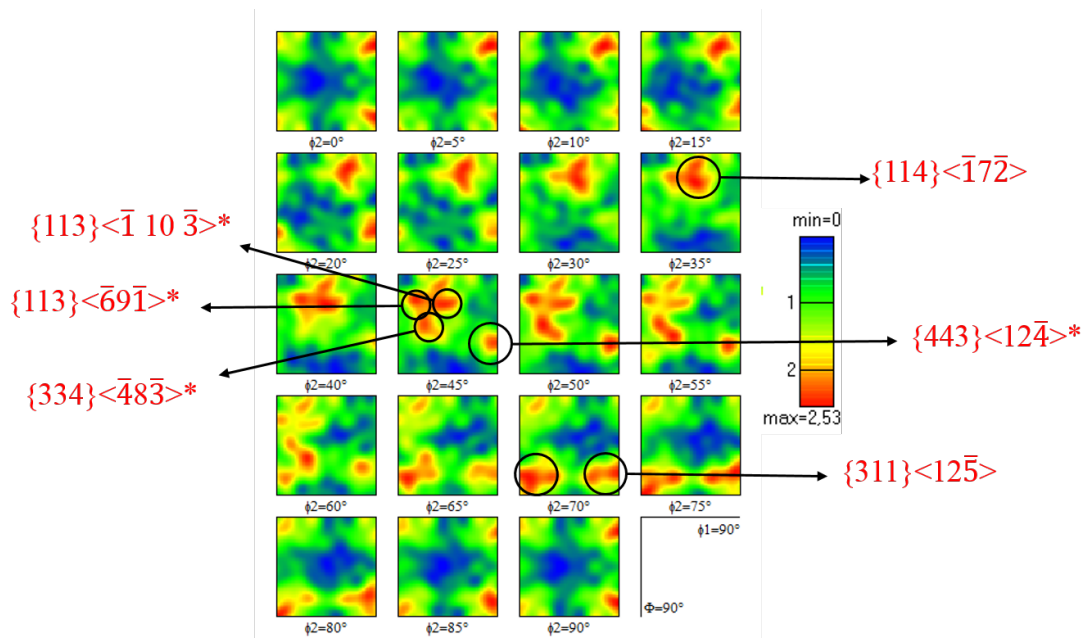 ϕ2=0°
ϕ2=5°
ϕ2=10°
ϕ2=15°
{114}<1̅72̅>
{113}<1̅ 10 3̅>*
ϕ2=20°
ϕ2=25°
ϕ2=30°
ϕ2=35°
min=0
{113}<6̅91̅>*
1
{443}<124̅>*
2
{334}<4̅83̅>*
ϕ2=40°
ϕ2=45°
ϕ2=50°
ϕ2=55°
max=2,53
{311}<125̅>
ϕ2=60°
ϕ2=65°
ϕ2=70°
ϕ2=75°
ϕ1=90°
Φ=90°
ϕ2=80°
ϕ2=85°
ϕ2=90°